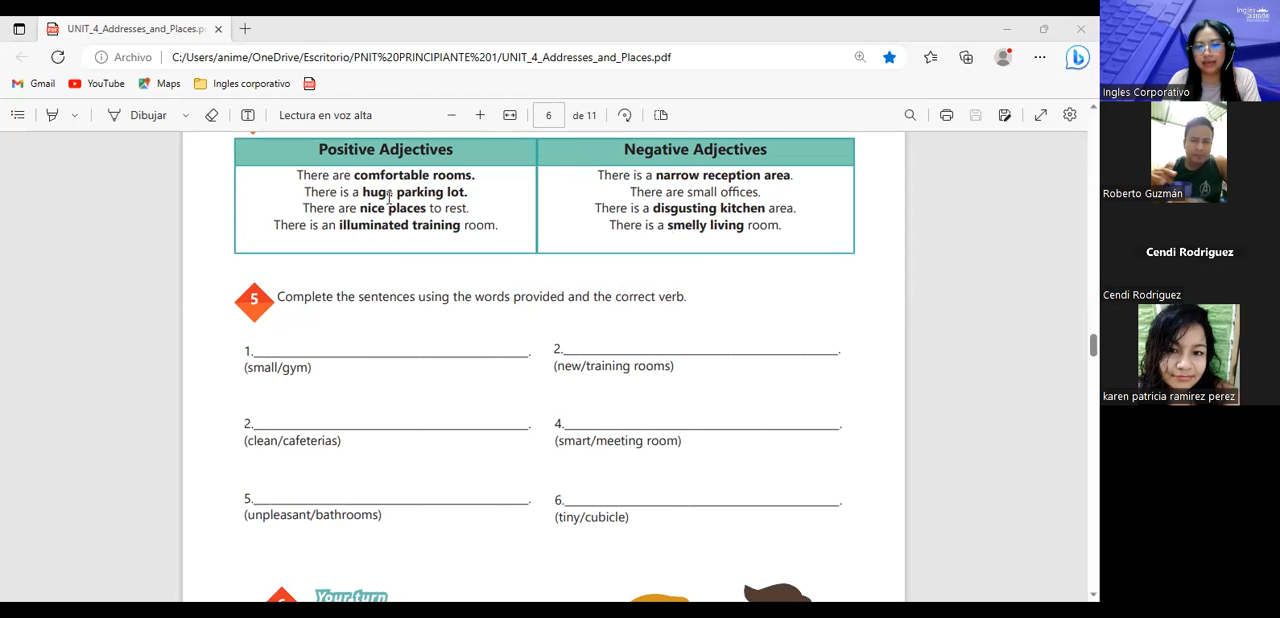 UNIT_4_Addresses_and_Places.p
Archivo
C:/Users/anime/OneDrive/Escritorio/PNIT%20PRINCIPIANTE%201/UNIT_4_Addresses_and_Places.pdf
Gmail
YouTube
Maps
Ingles corporativo
Dibujar
Lectura en voz alta
6
de 11
Positive Adjectives
Negative Adjectives
There are comfortable rooms.
There is a huge parking lot.
There are nice places to rest.
There is an illuminated training room.
There is a narrow reception area.
There are small offices.
There is a disgusting kitchen area.
There is a smelly living room.
5
Complete the sentences using the words provided and the correct verb.
1.________________________________________.
2.________________________________________.
(small/gym)
(new/training rooms)
2.________________________________________.
4.________________________________________.
(clean/cafeterias)
(smart/meeting room)
5.________________________________________.
6.________________________________________.
(unpleasant/bathrooms)
(tiny/cubicle)
Your turn
Ingles Corporativo
Roberto Guzmán
Cendi Rodriguez
Cendi Rodriguez
karen patricia ramirez perez